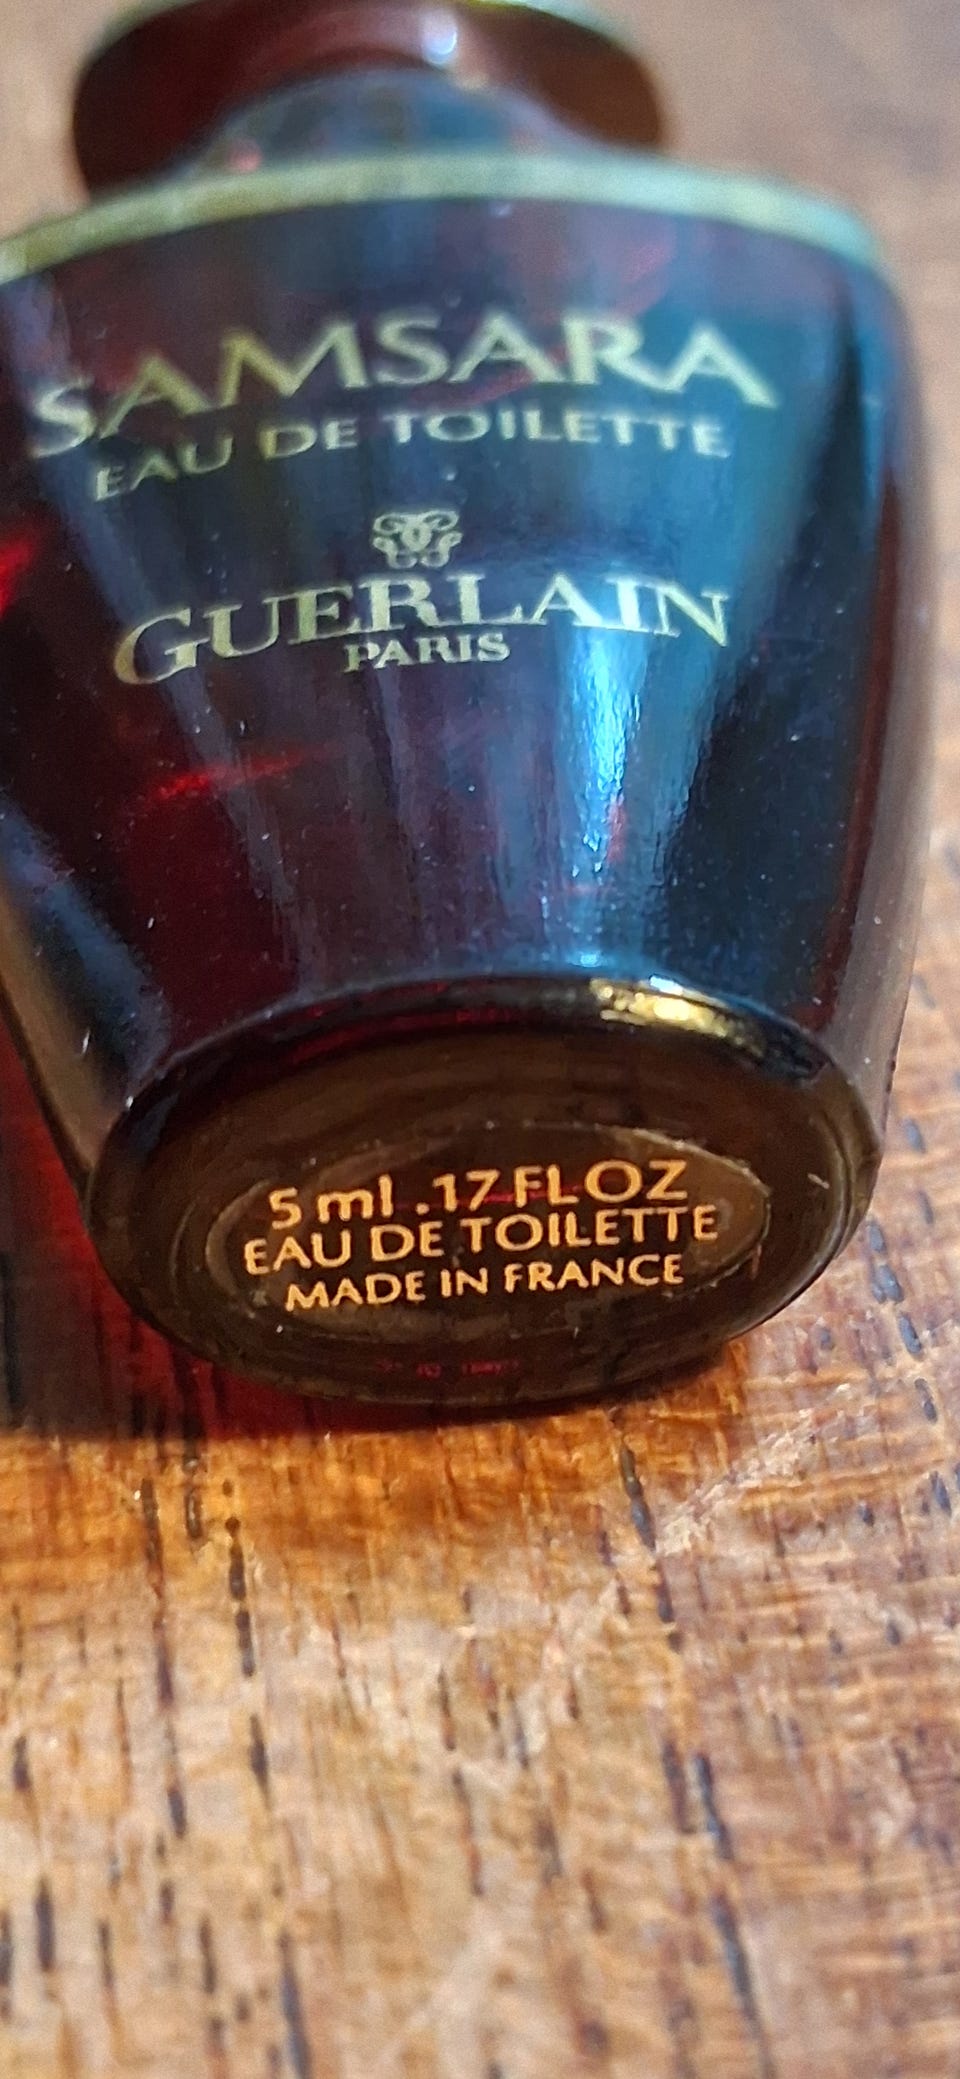 SAMSARA
EAU DE TOILETTE
GUERLAIN
PARIS
5 ml .17 FL OZ
EAU DE TOILETTE
MADE IN FRANCE